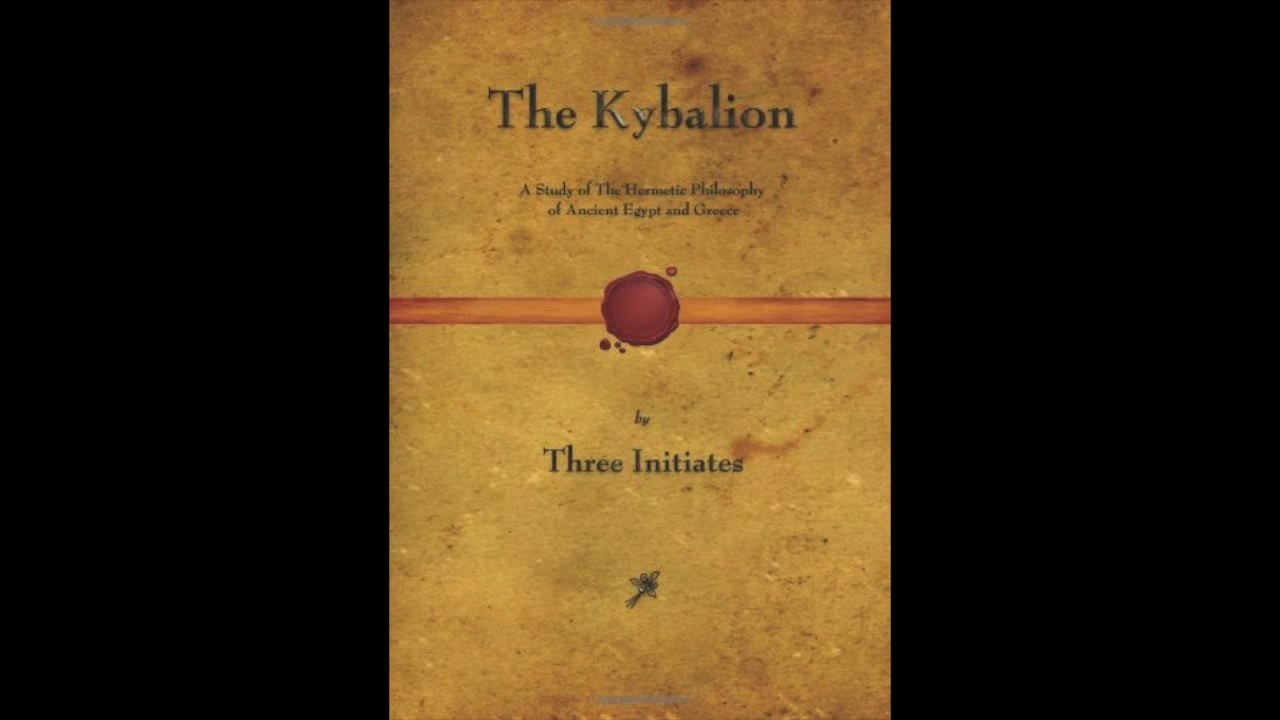 The Kybalion
A Study of The Hermetic Philosophy
of Ancient Egypt and Greece
by
Three Initiates